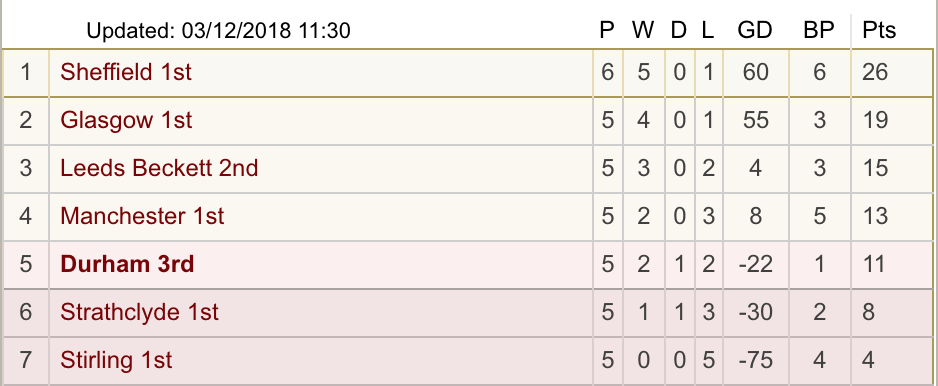 Updated: 03/12/2018 11:30 P W D L GD BP Pts
1 Sheffield 1st 6 5 0 1 60 6 26
2 Glasgow 1st 5 4 0 1 55 3 19
3 Leeds Beckett 2nd 5 3 0 2 4 3 15
4 Manchester 1st 5 2 0 3 8 5 13
5 Durham 3rd 5 2 1 2 -22 1 11
6 Strathclyde 1st 5 1 1 3 -30 2 8
7 Stirling 1st 5 0 0 5 -75 4 4